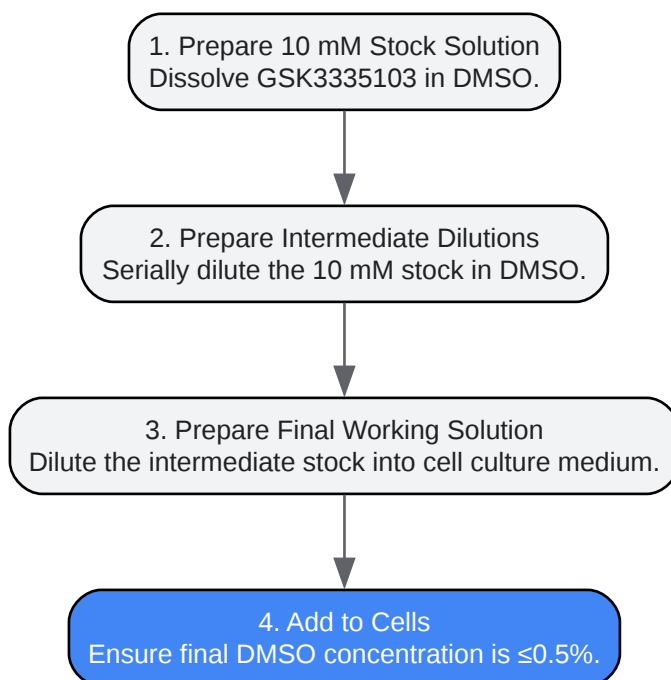 1. Prepare 10 mM Stock Solution
Dissolve GSK3335103 in DMSO.
2. Prepare Intermediate Dilutions
Serially dilute the 10 mM stock in DMSO.
3. Prepare Final Working Solution
Dilute the intermediate stock into cell culture medium.
4. Add to Cells
Ensure final DMSO concentration is ≤0.5%.